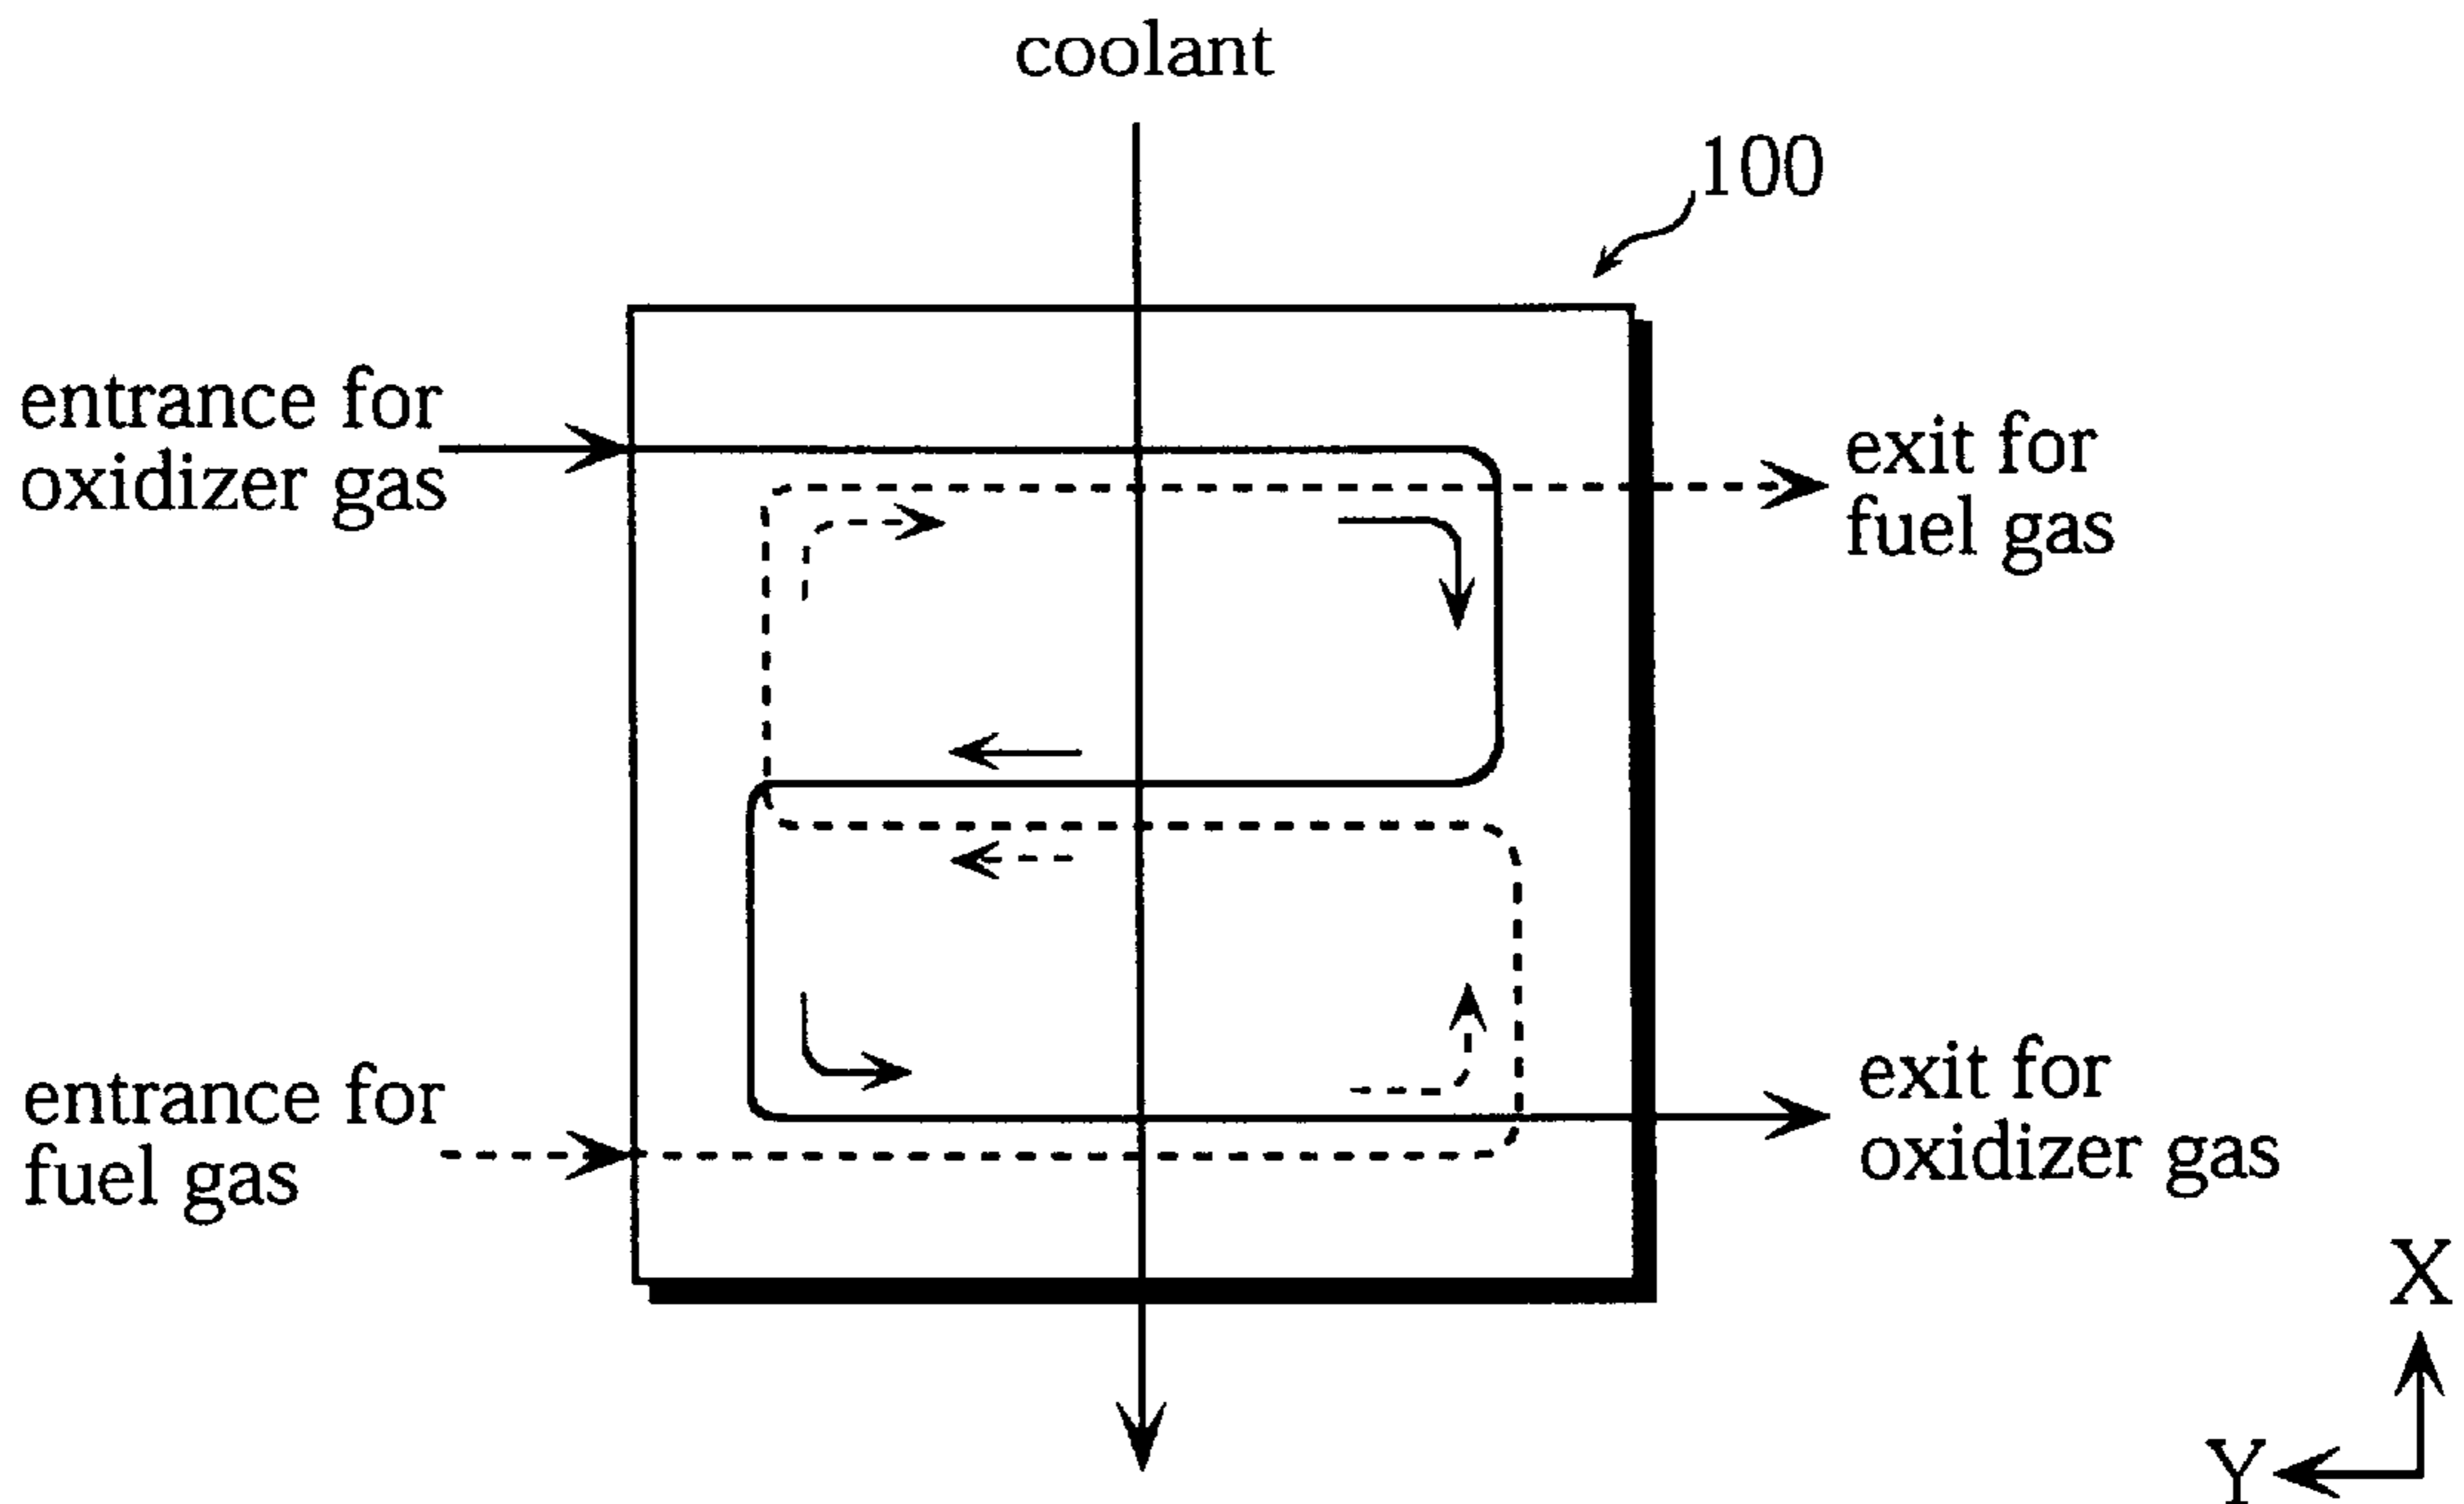 coolant
100
entrance for
oxidizer gas
exit for
fuel gas
entrance for
fuel gas
exit for
oxidizer gas
X
Y